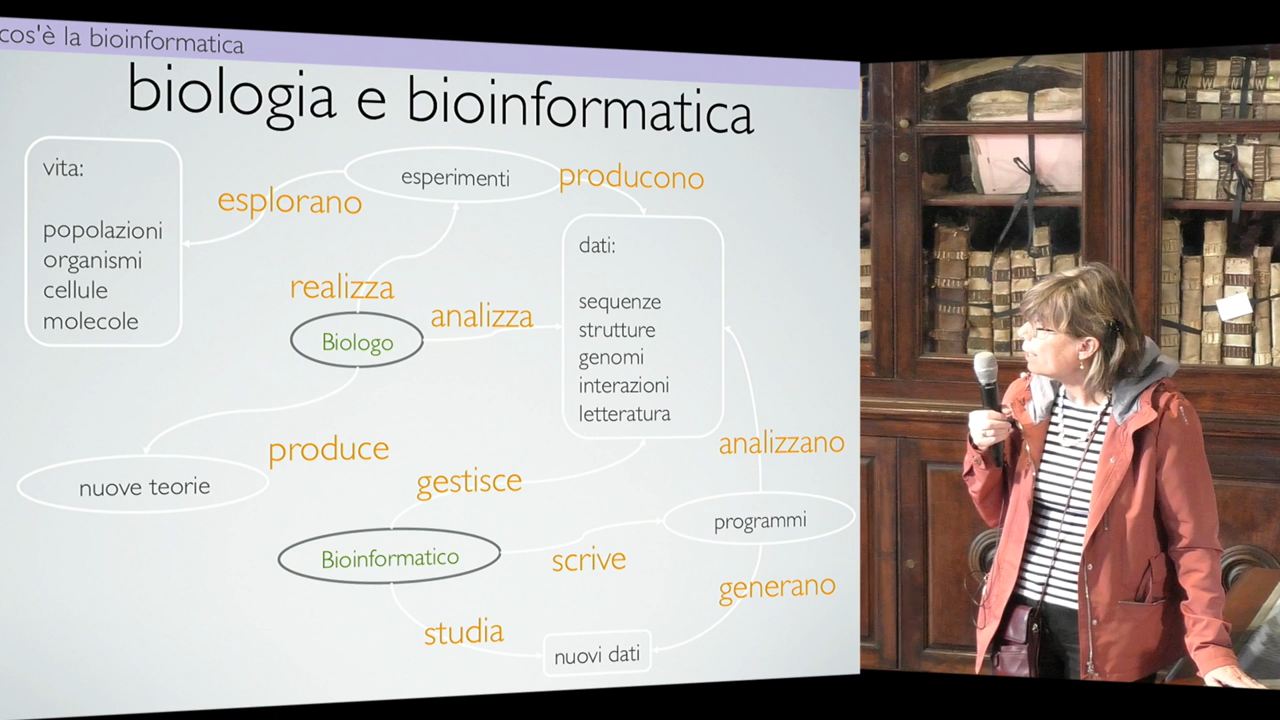 cos'è la bioinformatica
biologia e bioinformatica
vita:
popolazioni
organismi
cellule
molecole
esplorano
esperimenti
producono
realizza
analizza
Biologo
dati:
sequenze
strutture
genomi
interazioni
letteratura
produce
nuove teorie
gestisce
analizzano
programmi
Bioinformatico
scrive
generano
studia
nuovi dati